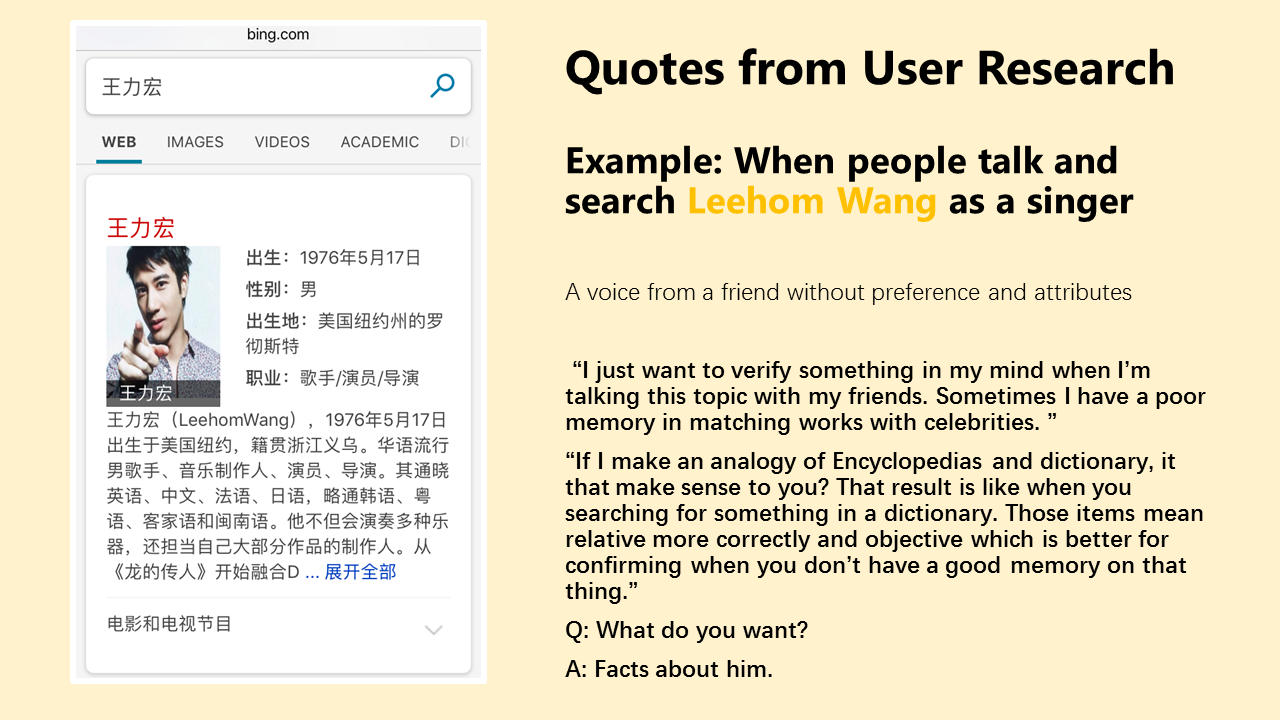 bing.com
王力宏
WEB IMAGES VIDEOS ACADEMIC DIC
王力宏
出生：1976年5月17日
性别：男
出生地：美国纽约州的罗
彻斯特
职业：歌手/演员/导演
王力宏
王力宏（LeehomWang），1976年5月17日
出生于美国纽约，籍贯浙江义乌。华语流行
男歌手、音乐制作人、演员、导演。其通晓
英语、中文、法语、日语，略通韩语、粤
语、客家语和闽南语。他不但会演奏多种乐
器，还担当自己大部分作品的制作人。从
《龙的传人》开始融合D ... 展开全部
电影和电视节目
Quotes from User Research
Example: When people talk and
search Leehom Wang as a singer
A voice from a friend without preference and attributes
“I just want to verify something in my mind when I’m
talking this topic with my friends. Sometimes I have a poor
memory in matching works with celebrities. ”
“If I make an analogy of Encyclopedias and dictionary, it
that make sense to you? That result is like when you
searching for something in a dictionary. Those items mean
relative more correctly and objective which is better for
confirming when you don’t have a good memory on that
thing.”
Q: What do you want?
A: Facts about him.